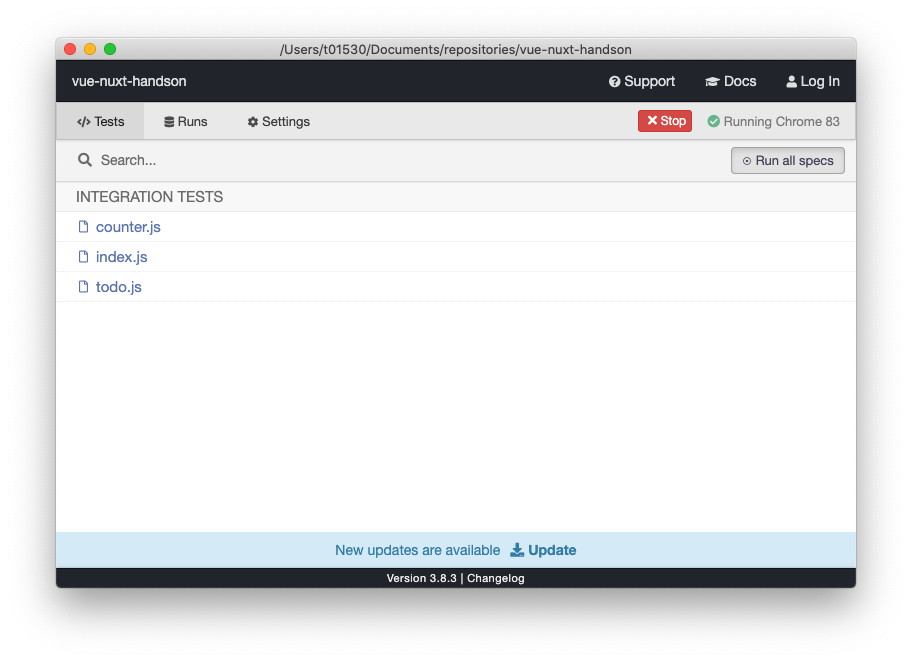 /Users/t01530/Documents/repositories/vue-nuxt-handson
vue-nuxt-handson Support Docs Log In
Tests Runs Settings Stop Running Chrome 83
Search... Run all specs
INTEGRATION TESTS
counter.js
index.js
todo.js
New updates are available Update
Version 3.8.3 | Changelog